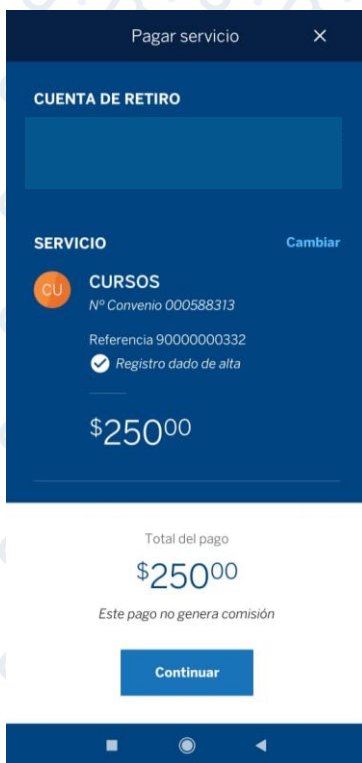 Pagar servicio
CUENTA DE RETIRO
SERVICIO Cambiar
CU CURSOS
Nº Convenio 000588313
Referencia 90000000332
Registro dado de alta
$250⁰⁰
Total del pago
$250⁰⁰
Este pago no genera comisión
Continuar